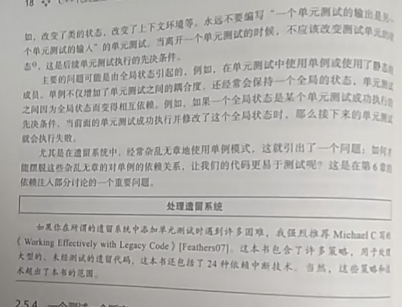 18
如，改变了类的状态，改变了上下文环境等。永远不要编写“一个单元测试的输出是另
个单元测试的输入”的单元测试。当离开一个单元测试的时候，不应该改变测试单元的
态，这是后续单元测试执行的先决条件。
主要的问题可能是由全局状态引起的，例如，在单元测试中使用单例或使用了静态
成员。单例不仅增加了单元测试之间的耦合度，还经常会保持一个全局的状态，单元测试
之间因为全局状态而变得相互依赖。例如，如果一个全局状态是某个单元测试成功执行的
先决条件，当前面的单元测试成功执行并修改了这个全局状态时，那么接下来的单元测试
就会执行失败。
尤其是在遗留系统中，经常杂乱无章地使用单例模式，这就引出了一个问题：如何才
能摆脱这些杂乱无章的对单例的依赖关系，让我们的代码更易于测试呢？这是在第6章的
依赖注入部分讨论的一个重要问题。
处理遗留系统
如果你在所谓的遗留系统中添加单元测试时遇到许多困难，我强烈推荐 Michael C 写的
《Working Effectively with Legacy Code》[Feathers07]。这本书包含了许多策略，用于处理
大型的、未经测试的遗留代码，这本书还包括了 24 种依赖中断技术。当然，这些策略和技
术超出了本书的范围。
2.5.4